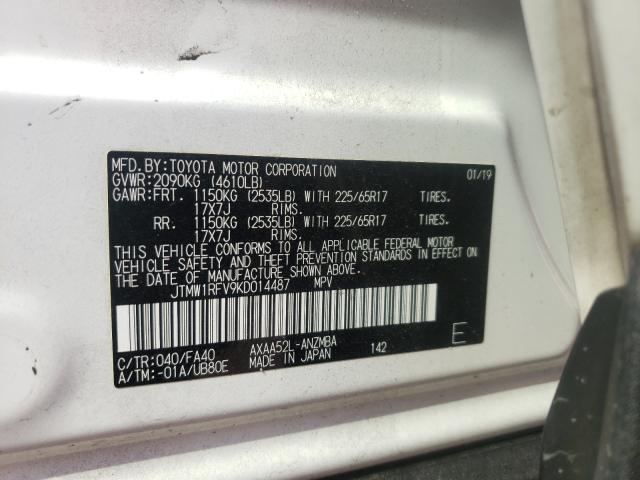 MFD.BY:TOYOTA MOTOR CORPORATION 01/19
GVWR:2090KG (4610LB)
GAWR:FRT. 1150KG (2535LB) WITH 225/65R17 TIRES.
17X7J RIMS.
RR. 1150KG (2535LB) WITH 225/65R17 TIRES.
17X7J RIMS.
THIS VEHICLE CONFORMS TO ALL APPLICABLE FEDERAL MOTOR
VEHICLE SAFETY AND THEFT PREVENTION STANDARDS IN EFFECT ON
THE DATE OF MANUFACTURE SHOWN ABOVE.
JTMW1RFV9KD014487 MPV
C/TR:040/FA40 AXAA52L-ANZMBA
A/TM:-01A/UB80E MADE IN JAPAN 142 E